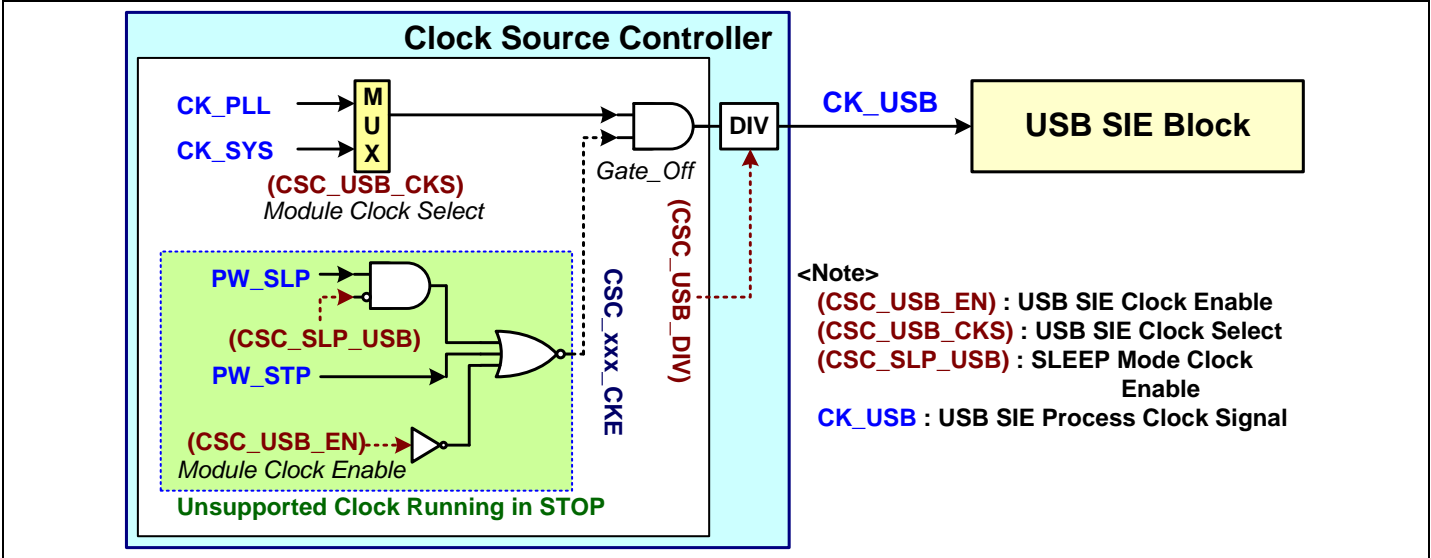 Clock Source Controller
CK_PLL
CK_SYS
M
U
X
(CSC_USB_CKS)
Module Clock Select
Gate_Off
DIV
CK_USB
USB SIE Block
PW_SLP
(CSC_SLP_USB)
PW_STP
(CSC_USB_EN)
Module Clock Enable
Unsupported Clock Running in STOP
CSC_xxx_CKE
(CSC_USB_DIV)
<Note>
(CSC_USB_EN) : USB SIE Clock Enable
(CSC_USB_CKS) : USB SIE Clock Select
(CSC_SLP_USB) : SLEEP Mode Clock
Enable
CK_USB : USB SIE Process Clock Signal